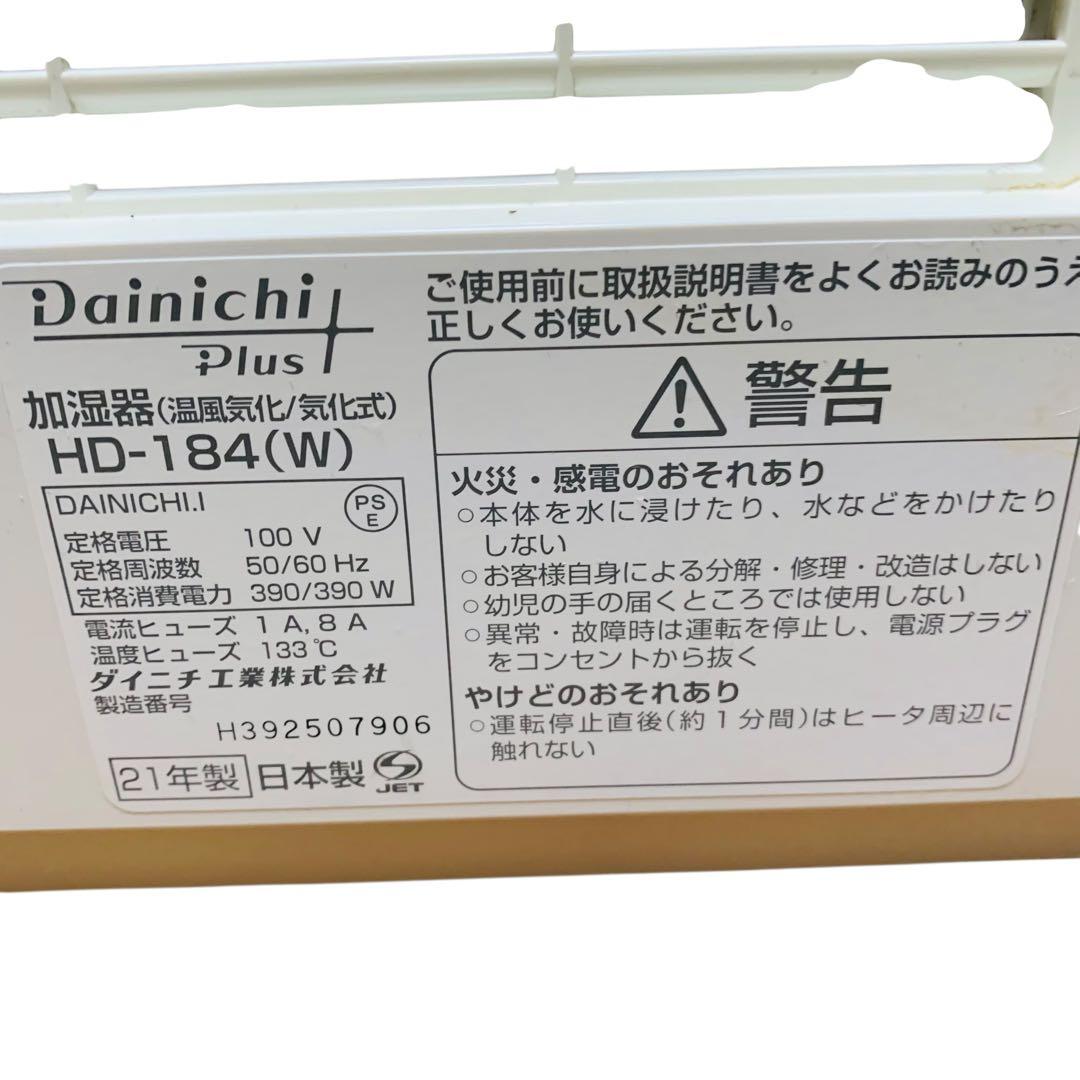 Dainichi
Plus
加湿器(温風気化/気化式)
HD-184(W)
DAINICHI.I
PS
E
定格電圧 100 V
定格周波数 50/60 Hz
定格消費電力 390/390 W
電流ヒューズ 1 A, 8 A
温度ヒューズ 133℃
ダイニチ工業株式会社
製造番号
H392507906
21年製 日本製
JET
ご使用前に取扱説明書をよくお読みのうえ
正しくお使いください。
警告
火災・感電のおそれあり
○本体を水に浸けたり、水などをかけたり
しない
○お客様自身による分解・修理・改造はしない
○幼児の手の届くところでは使用しない
○異常・故障時は運転を停止し、電源プラグ
をコンセントから抜く
やけどのおそれあり
○運転停止直後(約1分間)はヒータ周辺に
触れない